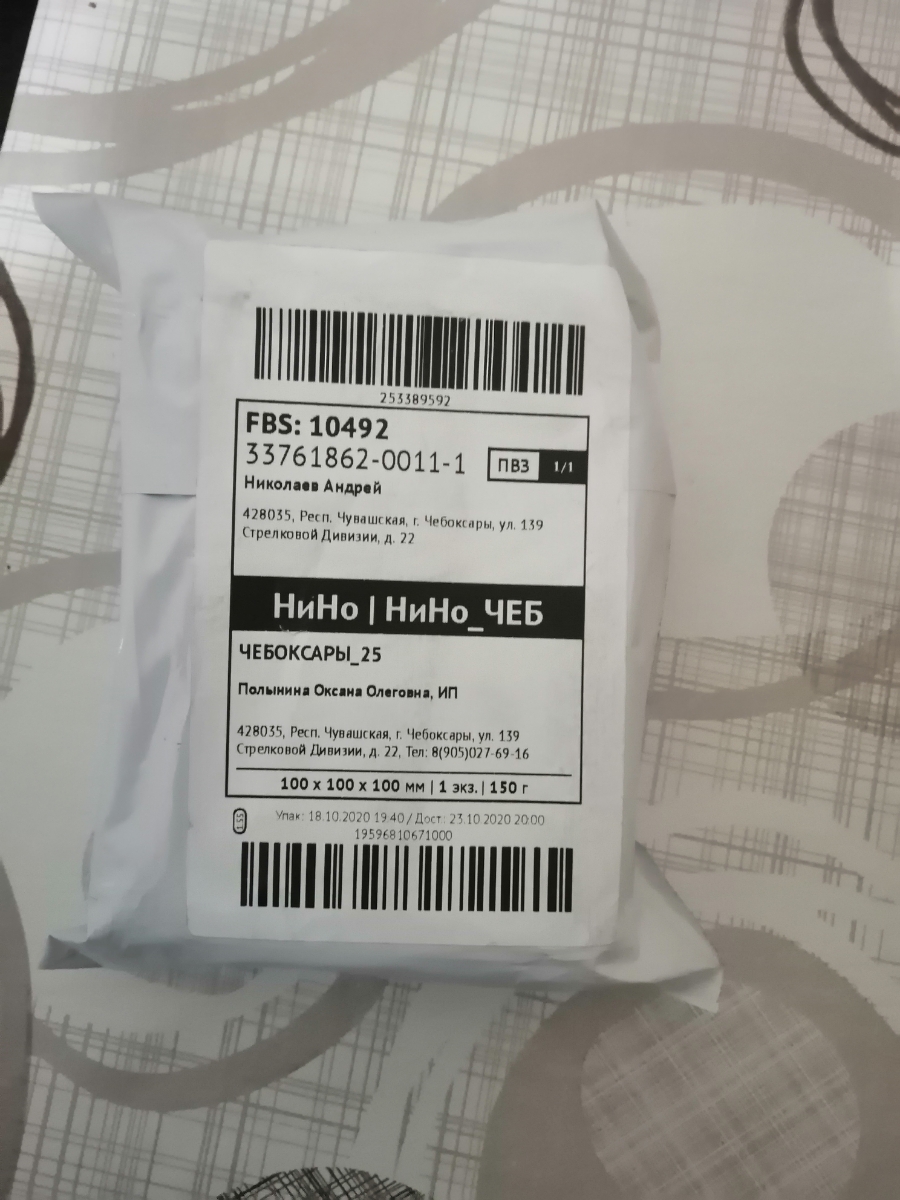 253389592
FBS: 10492
33761862-0011-1
ПВЗ 1/1
Николаев Андрей
428035, Респ. Чувашская, г. Чебоксары, ул. 139
Стрелковой Дивизии, д. 22
НиНо | НиНо_ЧЕБ
ЧЕБОКСАРЫ_25
Полынина Оксана Олеговна, ИП
428035, Респ. Чувашская, г. Чебоксары, ул. 139
Стрелковой Дивизии, д. 22, Тел: 8(905)027-69-16
100 x 100 x 100 мм | 1 экз. | 150 г
Упак: 18.10.2020 19:40 / Дост: 23.10.2020 20:00
19596810671000